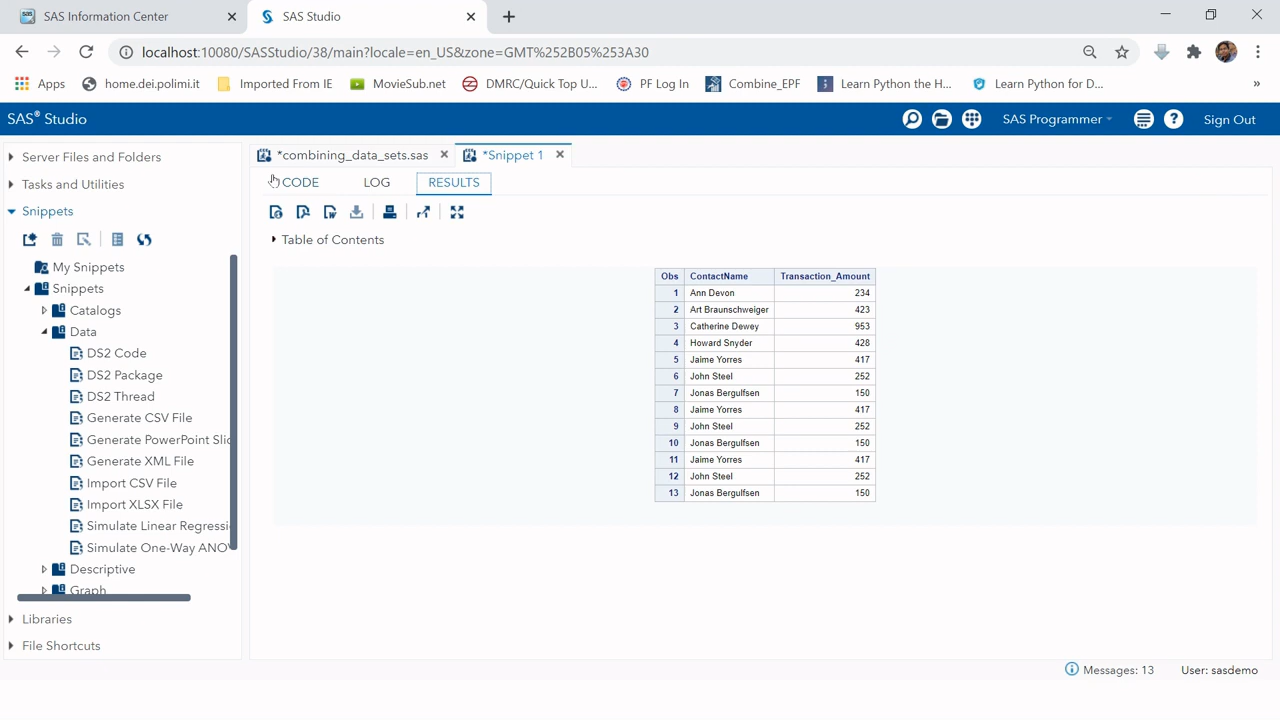 SAS Information Center
SAS Studio
localhost:10080/SASStudio/38/main?locale=en_US&zone=GMT%252B05%253A30
Apps
home.dei.polimi.it
Imported From IE
MovieSub.net
DMRC/Quick Top U...
PF Log In
Combine_EPF
Learn Python the H...
Learn Python for D...
»
SAS® Studio
SAS Programmer
Sign Out
Server Files and Folders
Tasks and Utilities
Snippets
My Snippets
Snippets
Catalogs
Data
DS2 Code
DS2 Package
DS2 Thread
Generate CSV File
Generate PowerPoint Slid
Generate XML File
Import CSV File
Import XLSX File
Simulate Linear Regressi
Simulate One-Way ANOV
Descriptive
Graph
Libraries
File Shortcuts
*combining_data_sets.sas
*Snippet 1
CODE LOG RESULTS
Table of Contents
Obs ContactName Transaction_Amount
1 Ann Devon 234
2 Art Braunschweiger 423
3 Catherine Dewey 953
4 Howard Snyder 428
5 Jaime Yorres 417
6 John Steel 252
7 Jonas Bergulfsen 150
8 Jaime Yorres 417
9 John Steel 252
10 Jonas Bergulfsen 150
11 Jaime Yorres 417
12 John Steel 252
13 Jonas Bergulfsen 150
Messages: 13
User: sasdemo